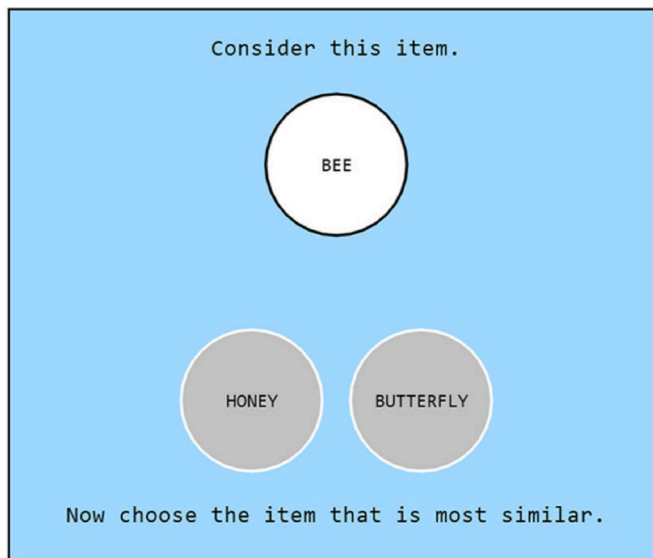 Consider this item.
BEE
HONEY BUTTERFLY
Now choose the item that is most similar.